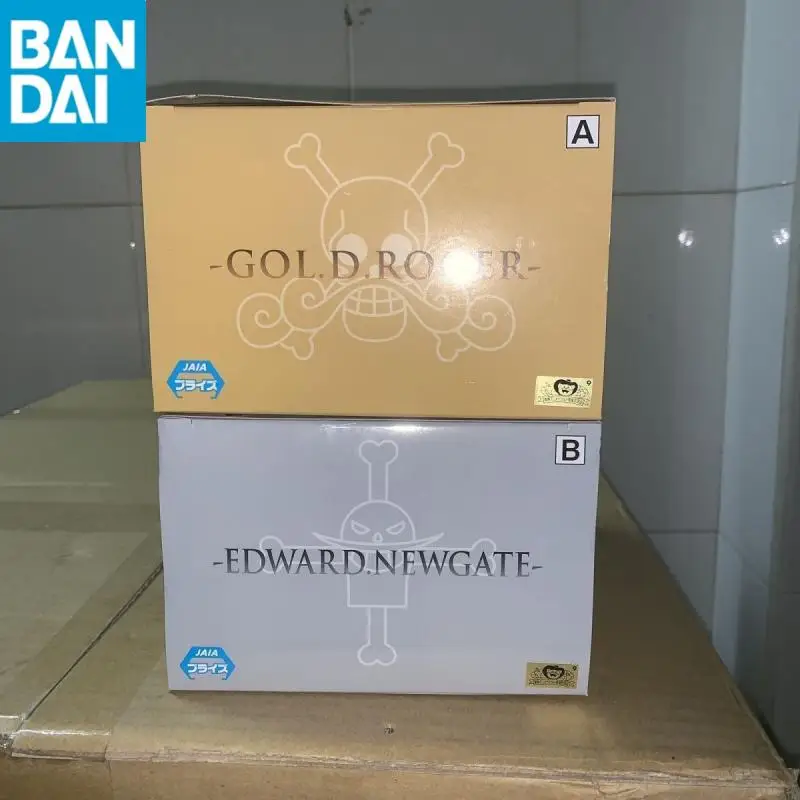 BAN
DAI
A
-GOL.D.ROGER-
JAIA
プライズ
B
-EDWARD.NEWGATE-
JAIA
プライズ